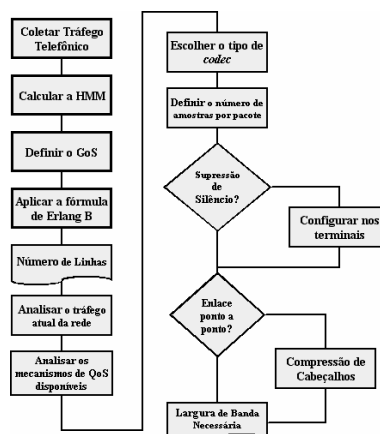 Coletar Tráfego
Telefônico
Calcular a HMM
Definir o GoS
Aplicar a fórmula
de Erlang B
Número de Linhas
Analisar o tráfego
atual da rede
Analisar os
mecanismos de QoS
disponíveis
Escolher o tipo de
codec
Definir o número de
amostras por pacote
Supressão
de
Silêncio?
Configurar nos
terminais
Enlace
ponto a
ponto?
Compressão de
Cabeçalhos
Largura de Banda
Necessária